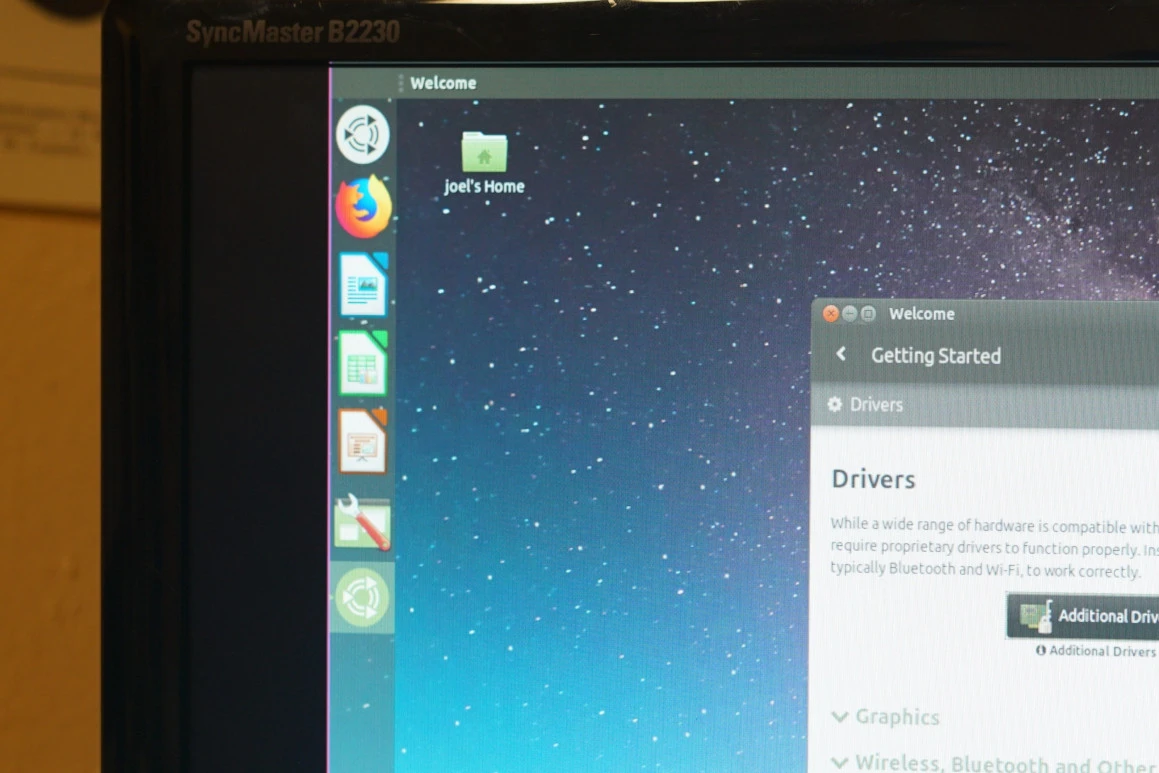 SyncMaster B2230
Welcome
joel's Home
Welcome
Getting Started
Drivers
Drivers
While a wide range of hardware is compatible with
require proprietary drivers to function properly.
typically Bluetooth and Wi-Fi, to work correctly.
Additional
Additional Drivers
Graphics
Wireless, Bluetooth and Other